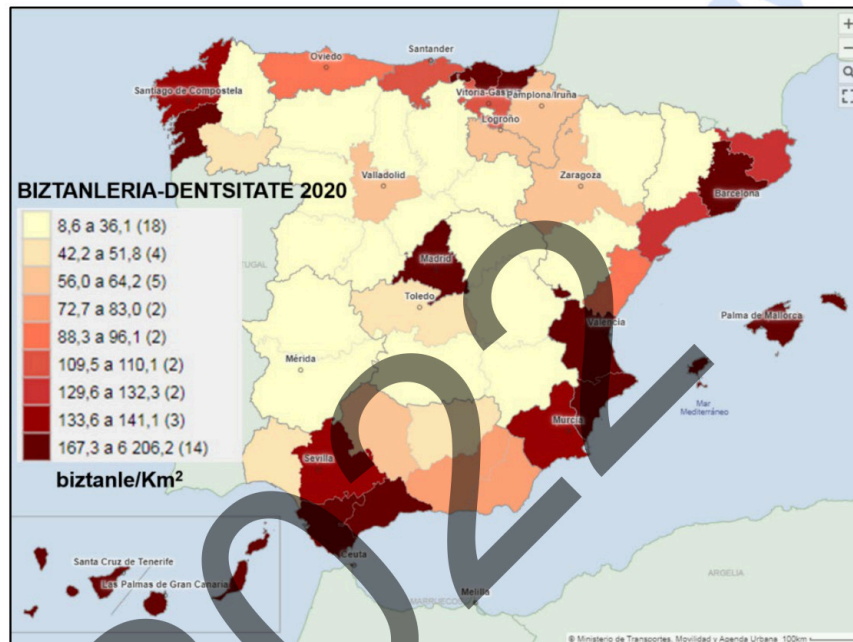 Oviedo
Santander
Santiago de Compostela
Vitoria-Gasteiz
Pamplona/Iruña
Logroño
BIZTANLERIA-DENTSITATE 2020
Valladolid
Zaragoza
Barcelona
8,6 a 36,1 (18)
42,2 a 51,8 (4)
56,0 a 64,2 (5)
72,7 a 83,0 (2)
88,3 a 96,1 (2)
109,5 a 110,1 (2)
129,6 a 132,3 (2)
133,6 a 141,1 (3)
167,3 a 6 206,2 (14)
biztanle/Km²
TUGAL
Madrid
Toledo
Valencia
Palma de Mallorca
Mérida
Mar
Mediterráneo
Murcia
Sevilla
Santa Cruz de Tenerife
Las Palmas de Gran Canaria
Ceuta
Melilla
MARRUECOS
ARGELIA
© Ministerio de Transportes, Movilidad y Agenda Urbana 100km
2022